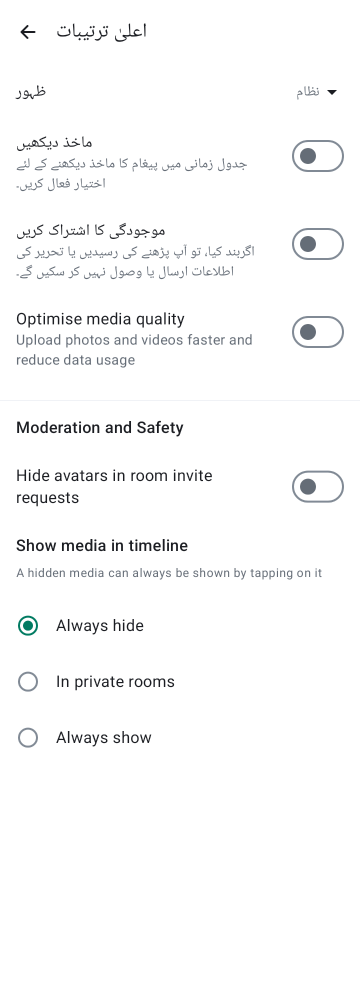 اعلیٰ ترتیبات
ظہور
نظام
ماخذ دیکھیں
جدول زمانی میں پیغام کا ماخذ دیکھنے کے لئے
اختیار فعال کریں۔
موجودگی کا اشتراک کریں
اگربند کیا، تو آپ پڑھنے کی رسیدیں یا تحریر کی
اطلاعات ارسال یا وصول نہیں کر سکیں گے۔
Optimise media quality
Upload photos and videos faster and
reduce data usage
Moderation and Safety
Hide avatars in room invite
requests
Show media in timeline
A hidden media can always be shown by tapping on it
Always hide
In private rooms
Always show